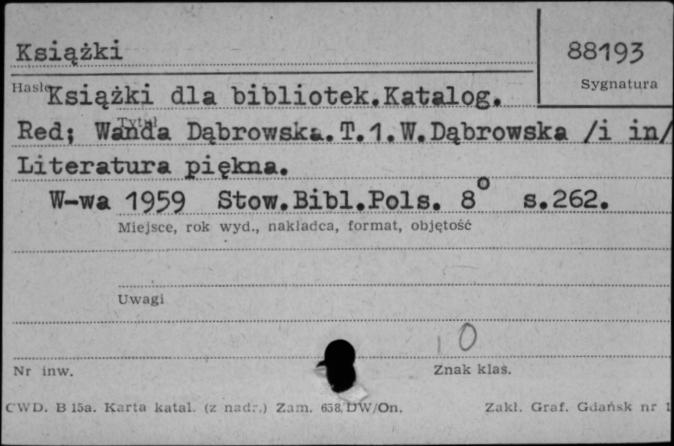 Książki
88193
Sygnatura
Hasło
Książki dla bibliotek.Katalog.
Tytuł
Red; Wanda Dąbrowska.T.1.W.Dąbrowska /i in/
Literatura piękna.
W-wa 1959 Stow.Bibl.Pols. 8° s.262.
Miejsce, rok wyd., nakładca, format, objętość
Uwagi
10
Nr inw.
Znak klas.
CWD. B 15a. Karta katal. (z nadr.) Zam. 658/DW/On.
Zakł. Graf. Gdańsk nr 1